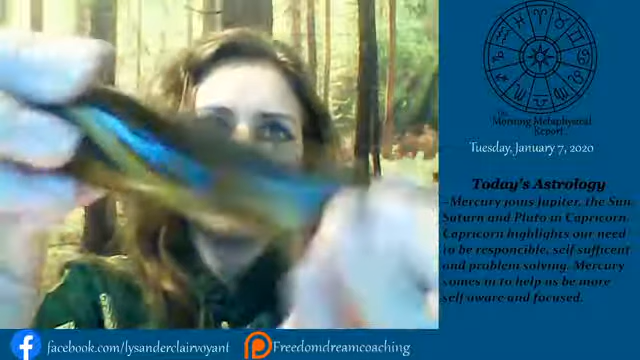 The
Morning Metaphysical
Report
Tuesday, January 7, 2020
Today's Astrology
-Mercury joins Jupiter, the Sun,
Saturn and Pluto in Capricorn.
Capricorn highlights our need
to be responsible, self sufficent
and problem solving. Mercury
comes in to help us be more
self aware and focused.
facebook.com/lysanderclairvoyant
Freedomdreamcoaching